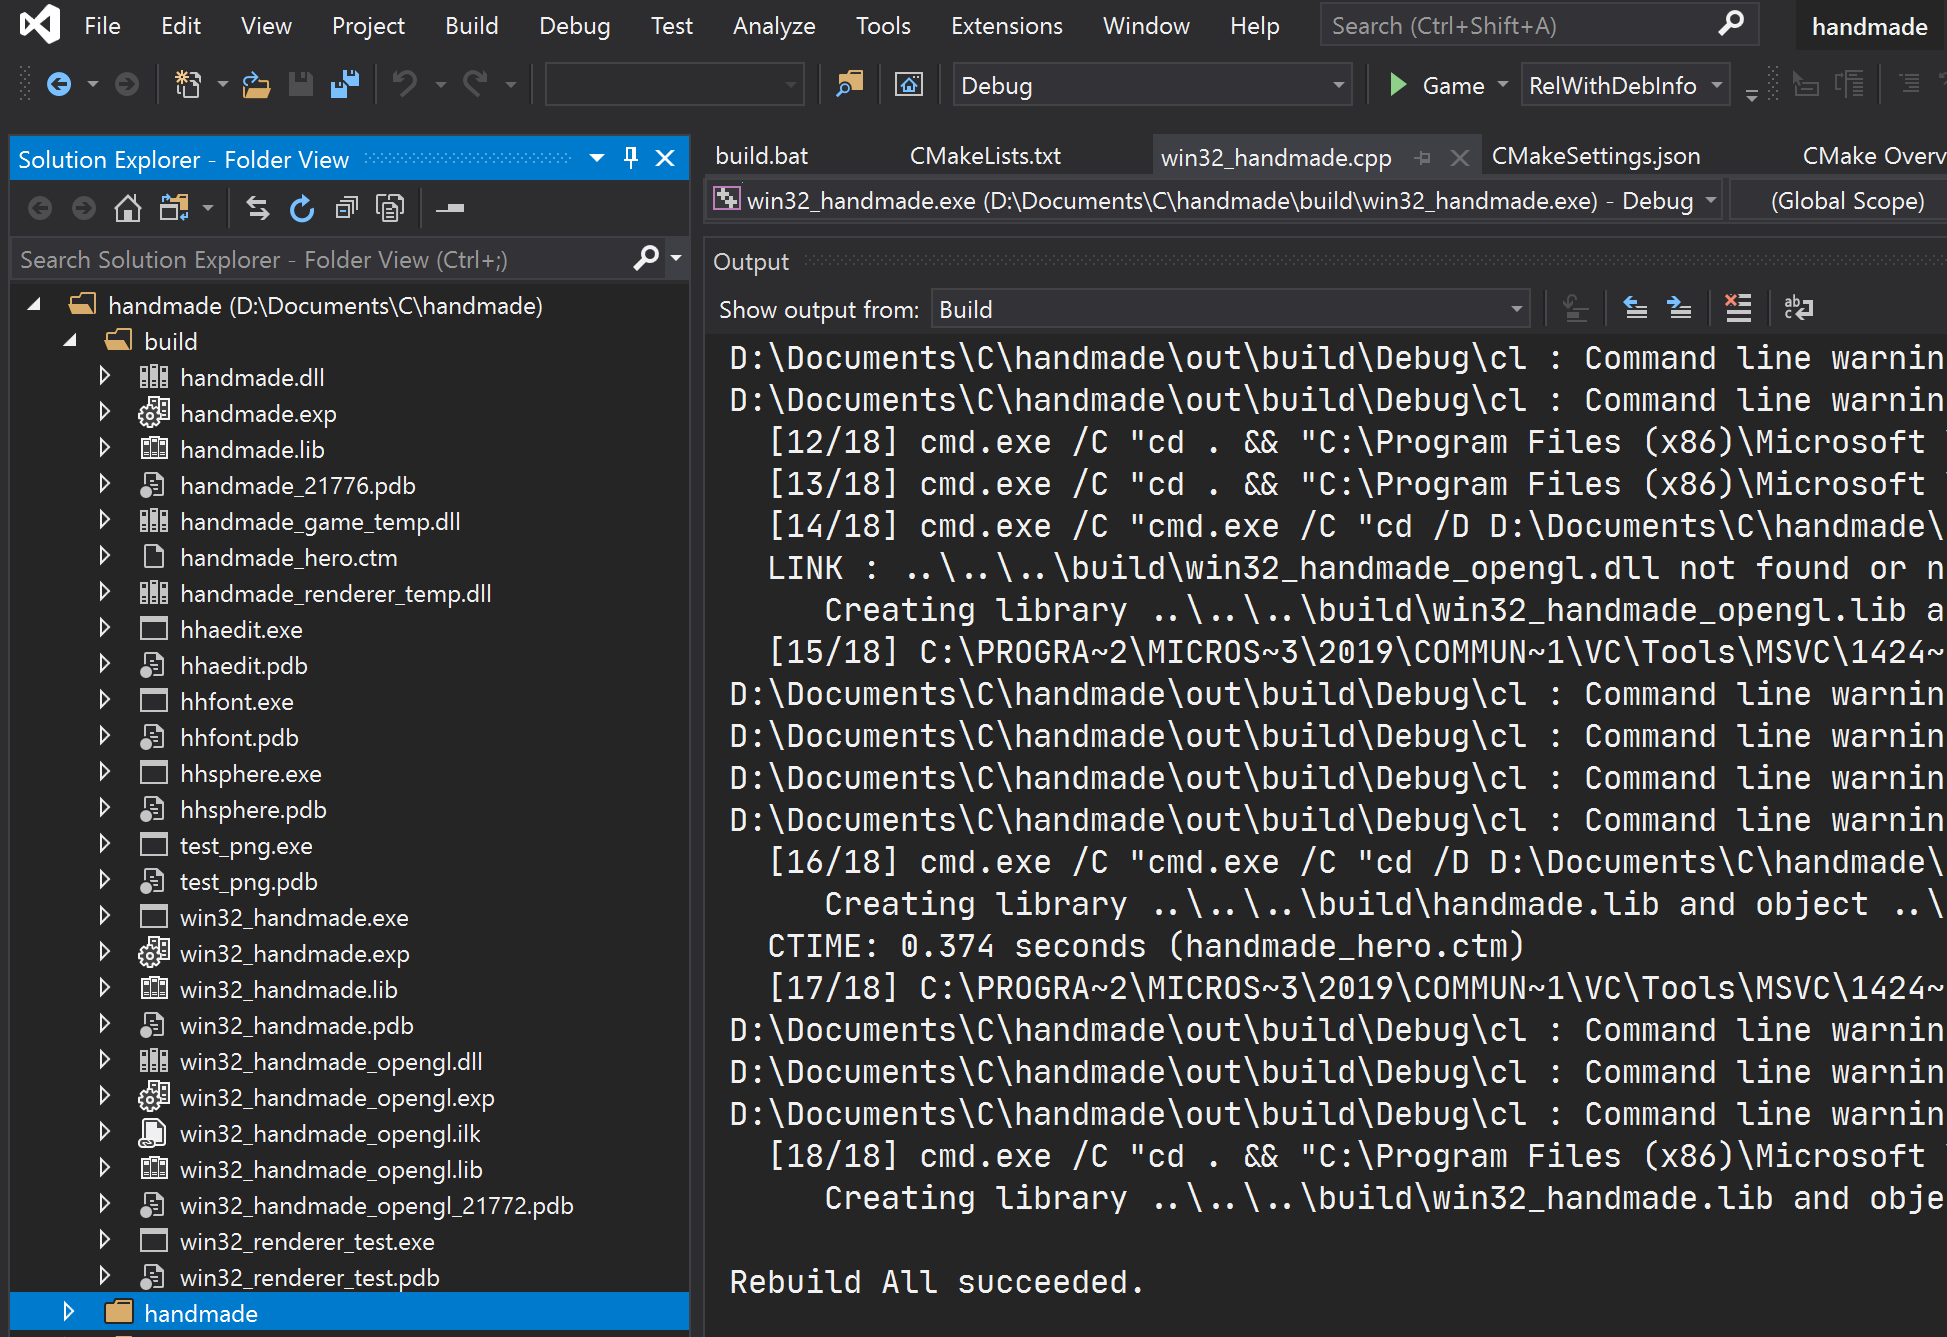 File Edit View Project Build Debug Test Analyze Tools Extensions Window Help Search (Ctrl+Shift+A) handmade
Debug Game RelWithDebInfo
Solution Explorer - Folder View
Search Solution Explorer - Folder View (Ctrl+;)
handmade (D:\Documents\C\handmade)
build
handmade.dll
handmade.exp
handmade.lib
handmade_21776.pdb
handmade_game_temp.dll
handmade_hero.ctm
handmade_renderer_temp.dll
hhaedit.exe
hhaedit.pdb
hhfont.exe
hhfont.pdb
hhsphere.exe
hhsphere.pdb
test_png.exe
test_png.pdb
win32_handmade.exe
win32_handmade.exp
win32_handmade.lib
win32_handmade.pdb
win32_handmade_opengl.dll
win32_handmade_opengl.exp
win32_handmade_opengl.ilk
win32_handmade_opengl.lib
win32_handmade_opengl_21772.pdb
win32_renderer_test.exe
win32_renderer_test.pdb
handmade
build.bat CMakeLists.txt win32_handmade.cpp CMakeSettings.json CMake Overv
win32_handmade.exe (D:\Documents\C\handmade\build\win32_handmade.exe) - Debug (Global Scope)
Output
Show output from: Build
D:\Documents\C\handmade\out\build\Debug\cl : Command line warnin
D:\Documents\C\handmade\out\build\Debug\cl : Command line warnin
[12/18] cmd.exe /C "cd . && "C:\Program Files (x86)\Microsoft
[13/18] cmd.exe /C "cd . && "C:\Program Files (x86)\Microsoft
[14/18] cmd.exe /C "cmd.exe /C "cd /D D:\Documents\C\handmade\
LINK : ..\..\..\build\win32_handmade_opengl.dll not found or n
Creating library ..\..\..\build\win32_handmade_opengl.lib a
[15/18] C:\PROGRA~2\MICROS~3\2019\COMMUN~1\VC\Tools\MSVC\1424~
D:\Documents\C\handmade\out\build\Debug\cl : Command line warnin
D:\Documents\C\handmade\out\build\Debug\cl : Command line warnin
D:\Documents\C\handmade\out\build\Debug\cl : Command line warnin
D:\Documents\C\handmade\out\build\Debug\cl : Command line warnin
[16/18] cmd.exe /C "cmd.exe /C "cd /D D:\Documents\C\handmade\
Creating library ..\..\..\build\handmade.lib and object ..\
CTIME: 0.374 seconds (handmade_hero.ctm)
[17/18] C:\PROGRA~2\MICROS~3\2019\COMMUN~1\VC\Tools\MSVC\1424~
D:\Documents\C\handmade\out\build\Debug\cl : Command line warnin
D:\Documents\C\handmade\out\build\Debug\cl : Command line warnin
D:\Documents\C\handmade\out\build\Debug\cl : Command line warnin
[18/18] cmd.exe /C "cd . && "C:\Program Files (x86)\Microsoft
Creating library ..\..\..\build\win32_handmade.lib and obje
Rebuild All succeeded.